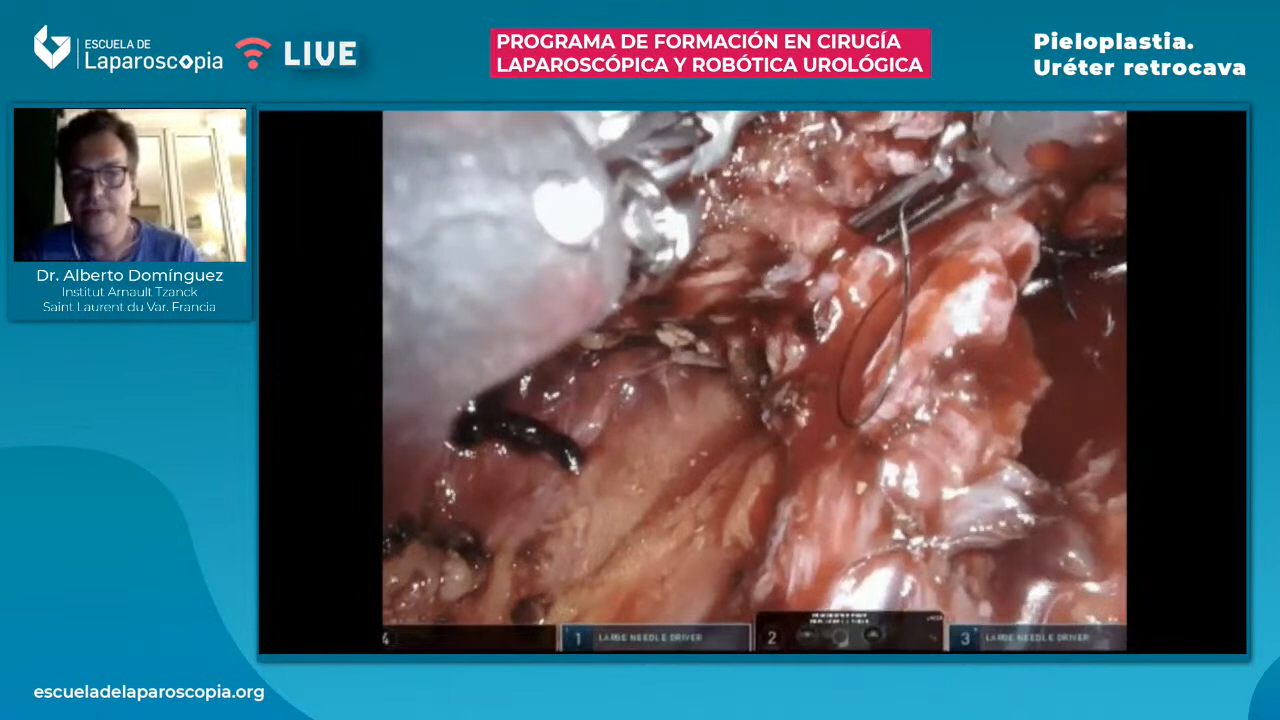 ESCUELA DE
Laparoscopia
LIVE
PROGRAMA DE FORMACIÓN EN CIRUGÍA
LAPAROSCÓPICA Y ROBÓTICA UROLÓGICA
Pieloplastia.
Uréter retrocava
Dr. Alberto Domínguez
Institut Arnault Tzanck
Saint Laurent du Var. Francia
4
1 LARGE NEEDLE DRIVER
2
3 LARGE NEEDLE DRIVER
escueladelaparoscopia.org